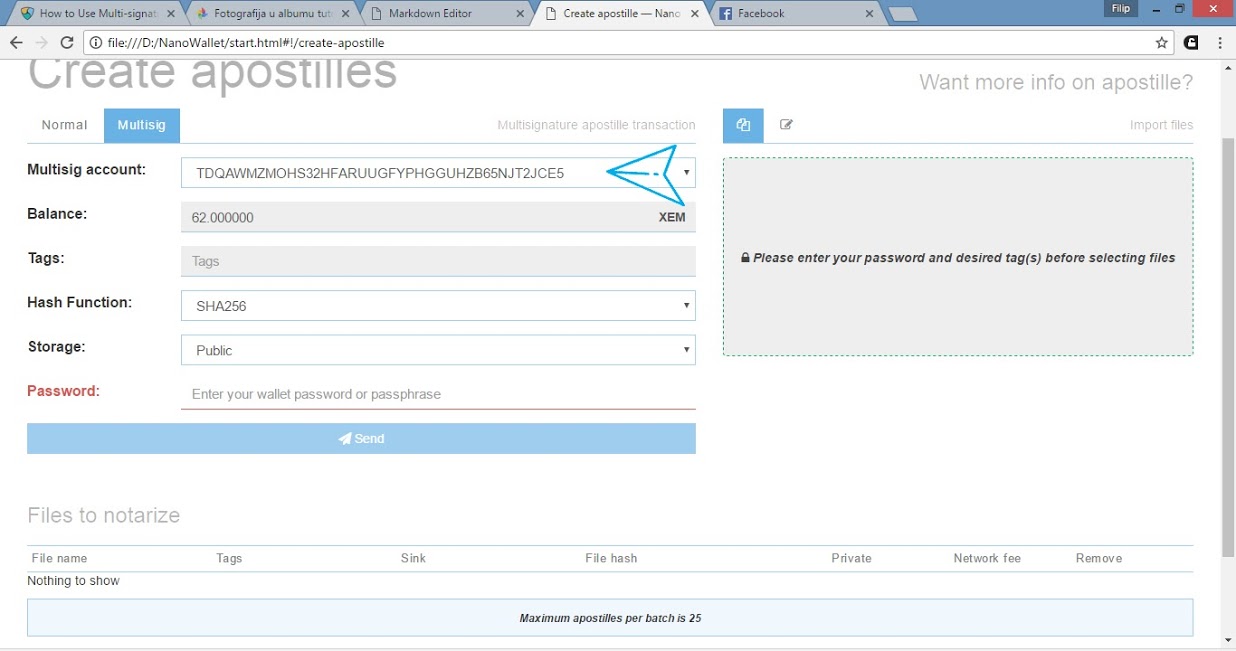 How to Use Multi-signat
Fotografija u albumu tuto
Markdown Editor
Create apostille — Nano
Facebook
Filip
file:///D:/NanoWallet/start.html#!/create-apostille
Create apostilles
Want more info on apostille?
Normal
Multisig
Multisignature apostille transaction
Import files
Multisig account:
TDQAWMZMOHS32HFARUUGFYPHGGUHZB65NJT2JCE5
Balance:
62.000000
XEM
Tags:
Tags
Please enter your password and desired tag(s) before selecting files
Hash Function:
SHA256
Storage:
Public
Password:
Enter your wallet password or passphrase
Send
Files to notarize
File name
Tags
Sink
File hash
Private
Network fee
Remove
Nothing to show
Maximum apostilles per batch is 25